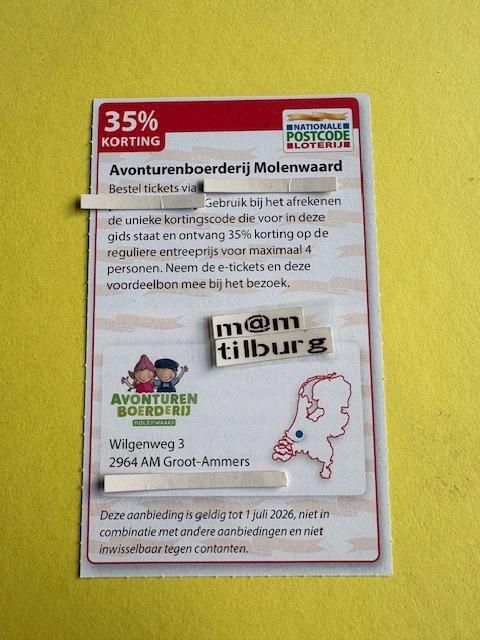 35%
KORTING
NATIONALE
POSTCODE
LOTERIJ
Avonturenboerderij Molenwaard
Bestel tickets via
Gebruik bij het afrekenen
de unieke kortingscode die voor in deze
gids staat en ontvang 35% korting op de
reguliere entreeprijs voor maximaal 4
personen. Neem de e-tickets en deze
voordeelbon mee bij het bezoek.
m@m
tilburg
AVONTUREN
BOERDERIJ
MOLENWAARD
Wilgenweg 3
2964 AM Groot-Ammers
Deze aanbieding is geldig tot 1 juli 2026, niet in
combinatie met andere aanbiedingen en niet
inwisselbaar tegen contanten.